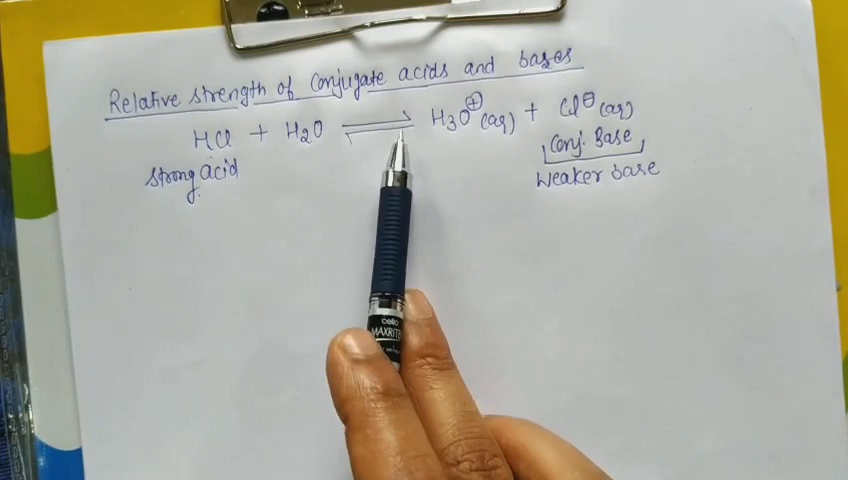 Relative strength of conjugate acids and bases
HCl + H2O ⇌ H3O⊕(aq) + Cl⊖(aq)
strong acid
Conj. Base
Weaker base
cello
MAXRITER